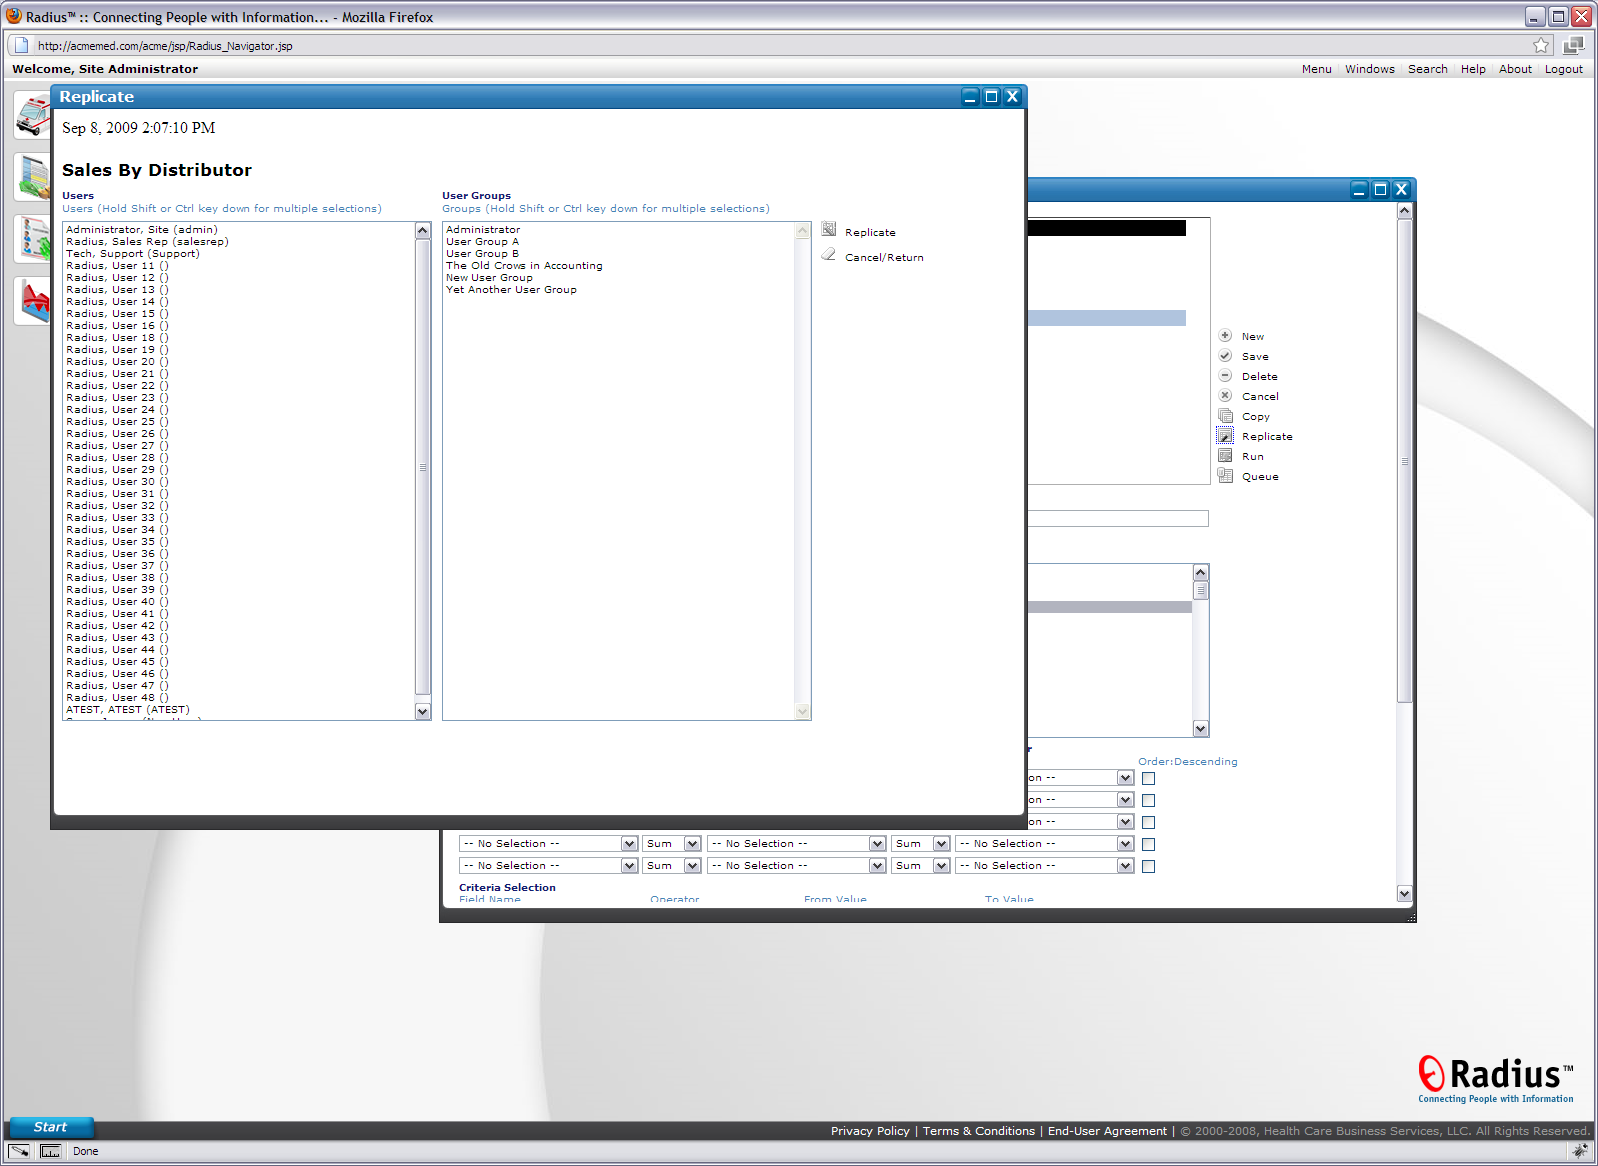 Radius™ :: Connecting People with Information... - Mozilla Firefox
http://acmemed.com/acme/jsp/Radius_Navigator.jsp
Welcome, Site Administrator
Menu Windows Search Help About Logout
Replicate
Sep 8, 2009 2:07:10 PM
Sales By Distributor
Users
Users (Hold Shift or Ctrl key down for multiple selections)
Administrator, Site (admin)
Radius, Sales Rep (salesrep)
Tech, Support (Support)
Radius, User 11 ()
Radius, User 12 ()
Radius, User 13 ()
Radius, User 14 ()
Radius, User 15 ()
Radius, User 16 ()
Radius, User 18 ()
Radius, User 19 ()
Radius, User 20 ()
Radius, User 21 ()
Radius, User 22 ()
Radius, User 23 ()
Radius, User 24 ()
Radius, User 25 ()
Radius, User 26 ()
Radius, User 27 ()
Radius, User 28 ()
Radius, User 29 ()
Radius, User 30 ()
Radius, User 31 ()
Radius, User 32 ()
Radius, User 33 ()
Radius, User 34 ()
Radius, User 35 ()
Radius, User 36 ()
Radius, User 37 ()
Radius, User 38 ()
Radius, User 39 ()
Radius, User 40 ()
Radius, User 41 ()
Radius, User 42 ()
Radius, User 43 ()
Radius, User 44 ()
Radius, User 45 ()
Radius, User 46 ()
Radius, User 47 ()
Radius, User 48 ()
ATEST, ATEST (ATEST)
User Groups
Groups (Hold Shift or Ctrl key down for multiple selections)
Administrator
User Group A
User Group B
The Old Crows in Accounting
New User Group
Yet Another User Group
Replicate
Cancel/Return
New
Save
Delete
Cancel
Copy
Replicate
Run
Queue
r
Order:Descending
on --
on --
on --
-- No Selection -- Sum -- No Selection -- Sum -- No Selection --
-- No Selection -- Sum -- No Selection -- Sum -- No Selection --
Criteria Selection
Field Name Operator From Value To Value
Radius™
Connecting People with Information
Start
Privacy Policy | Terms & Conditions | End-User Agreement | © 2000-2008, Health Care Business Services, LLC. All Rights Reserved.
Done